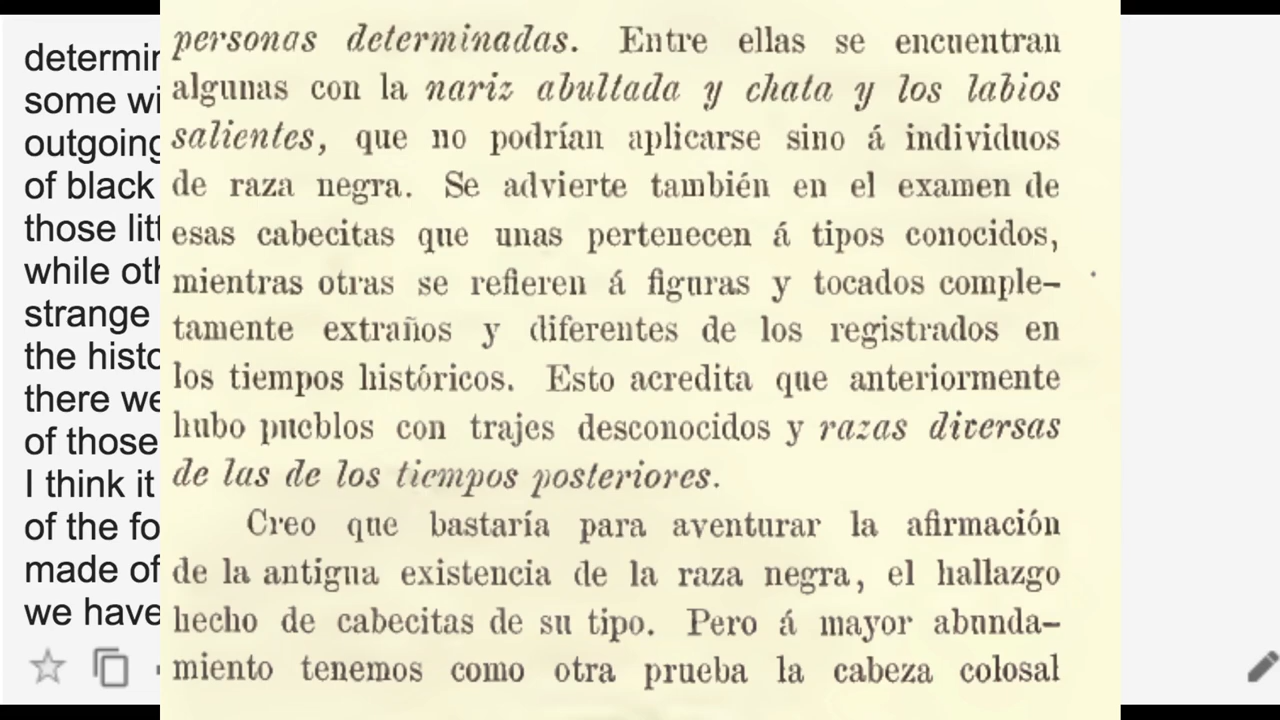 some
outgoing
of black
those
while
strange
the
there
of those
I think it
of the
made of
we have
personas determinadas. Entre ellas se encuentran
algunas con la nariz abultada y chata y los labios
salientes, que no podrían aplicarse sino á individuos
de raza negra. Se advierte también en el examen de
esas cabecitas que unas pertenecen á tipos conocidos,
mientras otras se refieren á figuras y tocados comple-
tamente extraños y diferentes de los registrados en
los tiempos históricos. Esto acredita que anteriormente
hubo pueblos con trajes desconocidos y razas diversas
de las de los tiempos posteriores.
Creo que bastaría para aventurar la afirmación
de la antigua existencia de la raza negra, el hallazgo
hecho de cabecitas de su tipo. Pero á mayor abunda-
miento tenemos como otra prueba la cabeza colosal